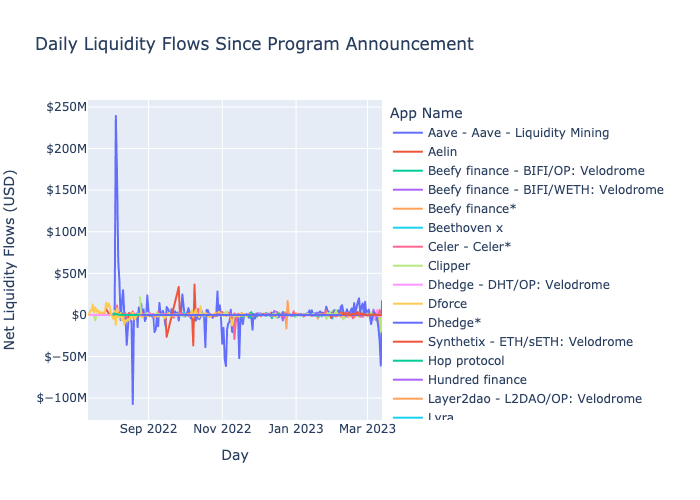 Daily Liquidity Flows Since Program Announcement
App Name
Aave - Aave - Liquidity Mining
Aelin
Beefy finance - BIFI/OP: Velodrome
Beefy finance - BIFI/WETH: Velodrome
Beefy finance*
Beethoven x
Celer - Celer*
Clipper
Dhedge - DHT/OP: Velodrome
Dforce
Dhedge*
Synthetix - ETH/sETH: Velodrome
Hop protocol
Hundred finance
Layer2dao - L2DAO/OP: Velodrome
Lyra
Net Liquidity Flows (USD)
$250M
$200M
$150M
$100M
$50M
$0
$−50M
$−100M
Sep 2022
Nov 2022
Jan 2023
Mar 2023
Day